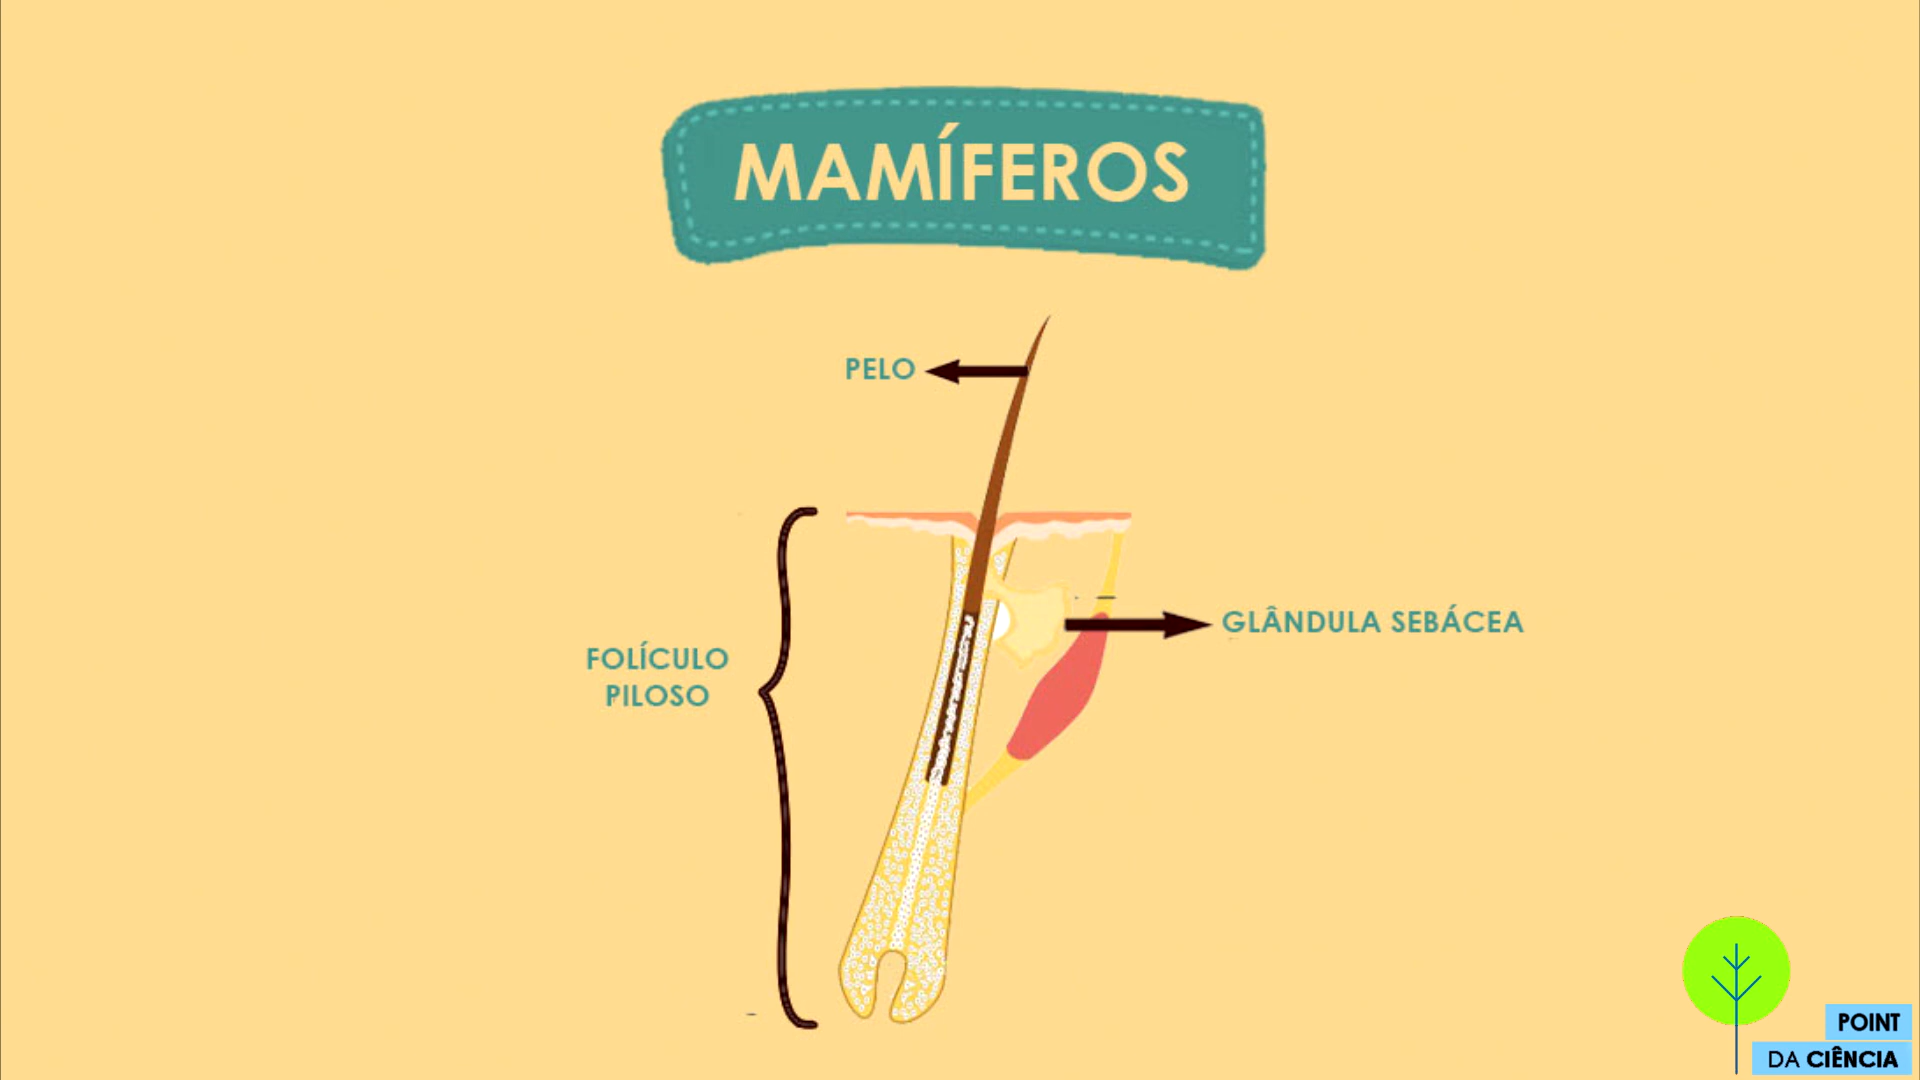 MAMÍFEROS
PELO
GLÂNDULA SEBÁCEA
FOLÍCULO
PILOSO
POINT
DA CIÊNCIA